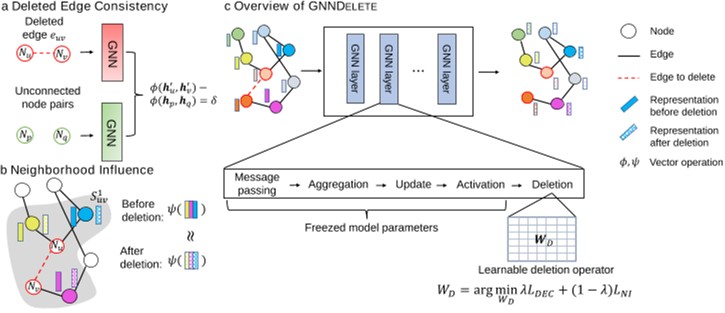 a Deleted Edge Consistency
Deleted
edge e_uv
N_u
N_v
GNN
Unconnected
node pairs
N_p
N_q
GNN
ϕ(h'_u, h'_v) −
ϕ(h_p, h_q) = δ
b Neighborhood Influence
S^1_uv
N_u
N_v
Before
deletion: ψ( )
≈
After
deletion: ψ( )
c Overview of GNNDELETE
GNN layer
GNN layer
...
GNN layer
Message
passing
Aggregation
Update
Activation
Deletion
Freezed model parameters
W_D
Learnable deletion operator
W_D = arg min λL_DEC + (1 − λ)L_NI
W_D
Node
Edge
Edge to delete
Representation
before deletion
Representation
after deletion
ϕ, ψ Vector operation